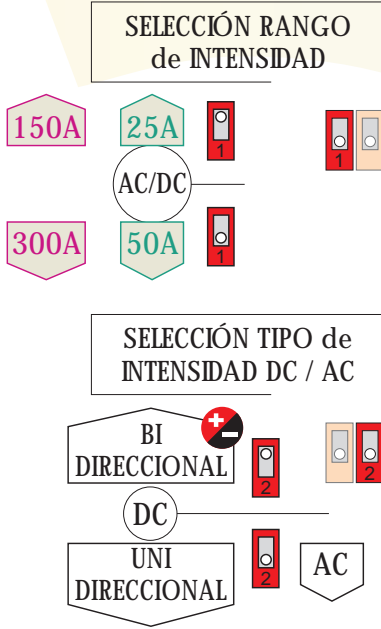 SELECCIÓN RANGO
de INTENSIDAD
150A 25A 1 1
AC/DC
300A 50A 1
SELECCIÓN TIPO de
INTENSIDAD DC / AC
+ -
BI
DIRECCIONAL 2 2
DC
UNI
DIRECCIONAL 2 AC